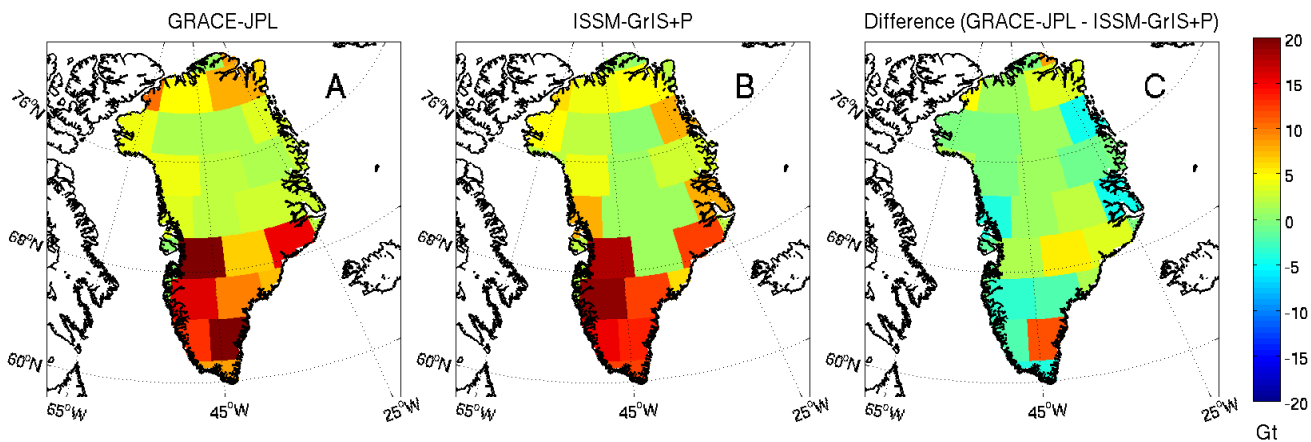 GRACE-JPL
ISSM-GrIS+P
Difference (GRACE-JPL - ISSM-GrIS+P)
A
B
C
76°N
68°N
60°N
65°W
45°W
25°W
76°N
68°N
60°N
65°W
45°W
25°W
76°N
68°N
60°N
65°W
45°W
25°W
20
15
10
5
0
-5
-10
-15
-20
Gt